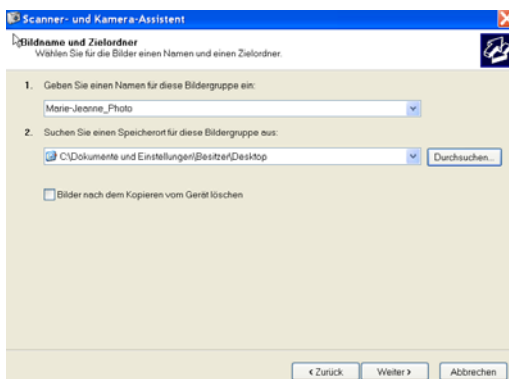 Scanner- und Kamera-Assistent
Bildname und Zielordner
Wählen Sie für die Bilder einen Namen und einen Zielordner.
1. Geben Sie einen Namen für diese Bildergruppe ein:
Marie-Jeanne_Photo
2. Suchen Sie einen Speicherort für diese Bildergruppe aus:
C:\Dokumente und Einstellungen\Besitzer\Desktop
Durchsuchen...
Bilder nach dem Kopieren vom Gerät löschen
< Zurück Weiter > Abbrechen